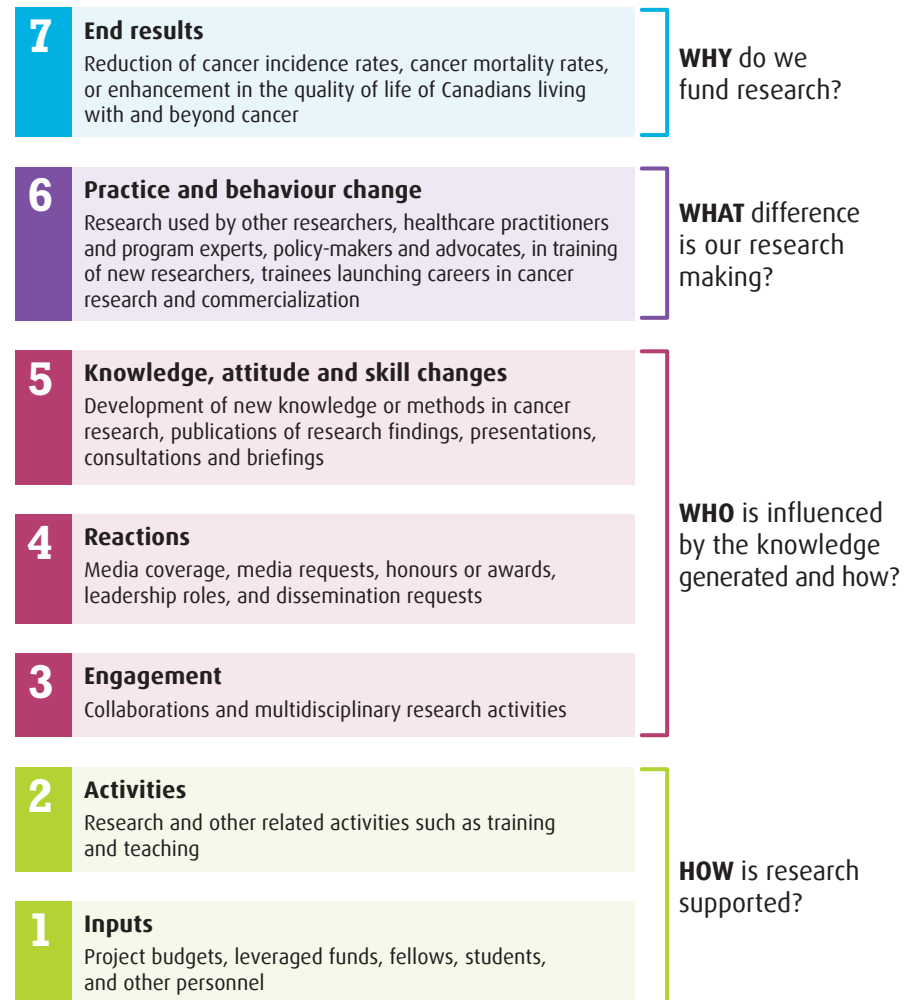 7
End results
Reduction of cancer incidence rates, cancer mortality rates,
or enhancement in the quality of life of Canadians living
with and beyond cancer
WHY do we
fund research?
6
Practice and behaviour change
Research used by other researchers, healthcare practitioners
and program experts, policy-makers and advocates, in training
of new researchers, trainees launching careers in cancer
research and commercialization
WHAT difference
is our research
making?
5
Knowledge, attitude and skill changes
Development of new knowledge or methods in cancer
research, publications of research findings, presentations,
consultations and briefings
4
Reactions
Media coverage, media requests, honours or awards,
leadership roles, and dissemination requests
3
Engagement
Collaborations and multidisciplinary research activities
WHO is influenced
by the knowledge
generated and how?
2
Activities
Research and other related activities such as training
and teaching
1
Inputs
Project budgets, leveraged funds, fellows, students,
and other personnel
HOW is research
supported?